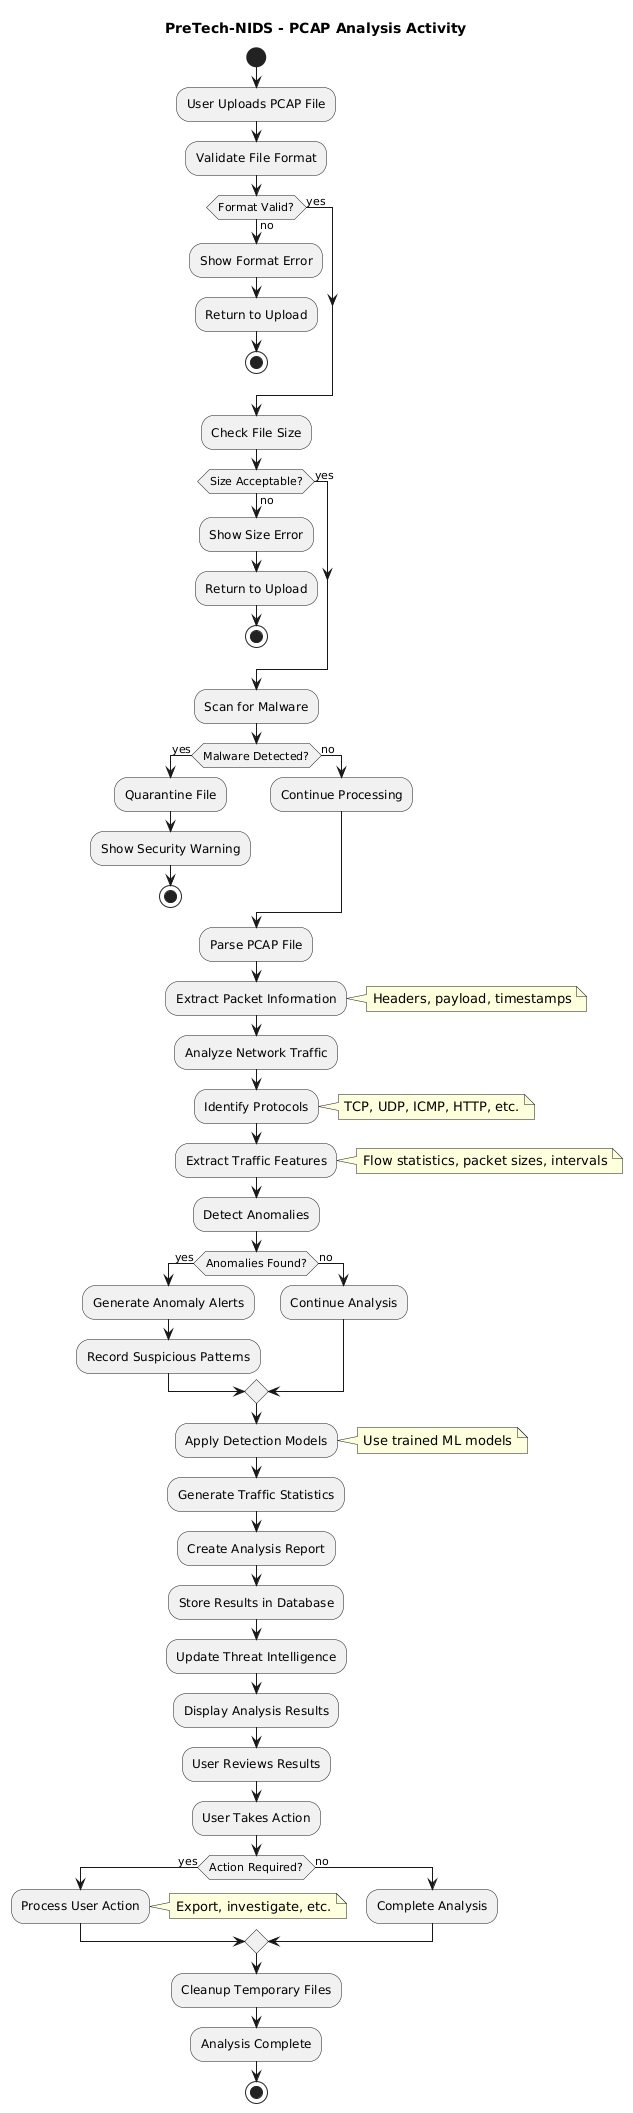 PreTech-NIDS - PCAP Analysis Activity
User Uploads PCAP File
Validate File Format
Format Valid?
yes
no
Show Format Error
Return to Upload
Check File Size
Size Acceptable?
yes
no
Show Size Error
Return to Upload
Scan for Malware
yes
Malware Detected?
no
Quarantine File
Continue Processing
Show Security Warning
Parse PCAP File
Extract Packet Information
Headers, payload, timestamps
Analyze Network Traffic
Identify Protocols
TCP, UDP, ICMP, HTTP, etc.
Extract Traffic Features
Flow statistics, packet sizes, intervals
Detect Anomalies
yes
Anomalies Found?
no
Generate Anomaly Alerts
Continue Analysis
Record Suspicious Patterns
Apply Detection Models
Use trained ML models
Generate Traffic Statistics
Create Analysis Report
Store Results in Database
Update Threat Intelligence
Display Analysis Results
User Reviews Results
User Takes Action
yes
Action Required?
no
Process User Action
Export, investigate, etc.
Complete Analysis
Cleanup Temporary Files
Analysis Complete